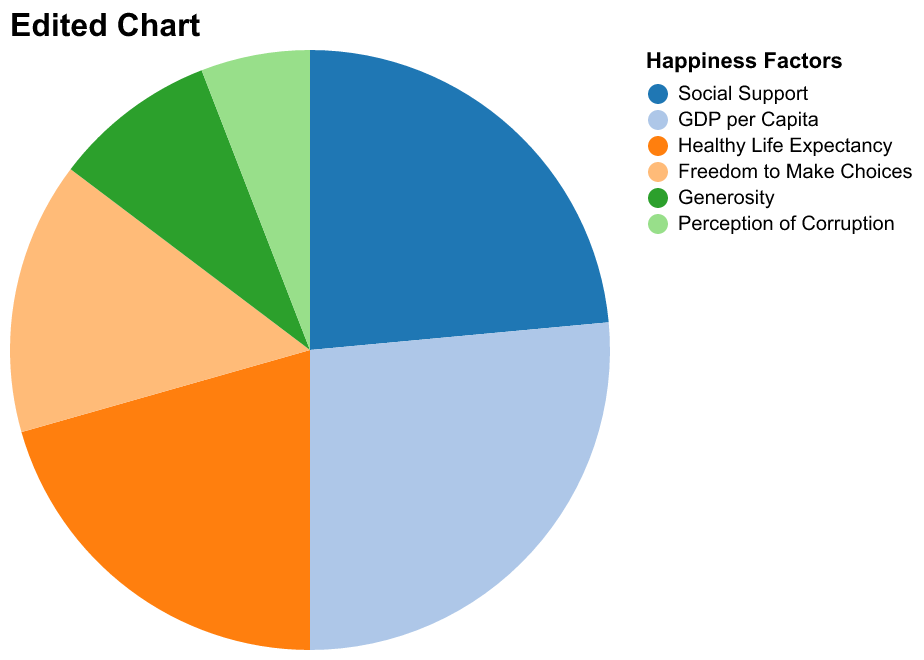 Edited Chart
Happiness Factors
Social Support
GDP per Capita
Healthy Life Expectancy
Freedom to Make Choices
Generosity
Perception of Corruption